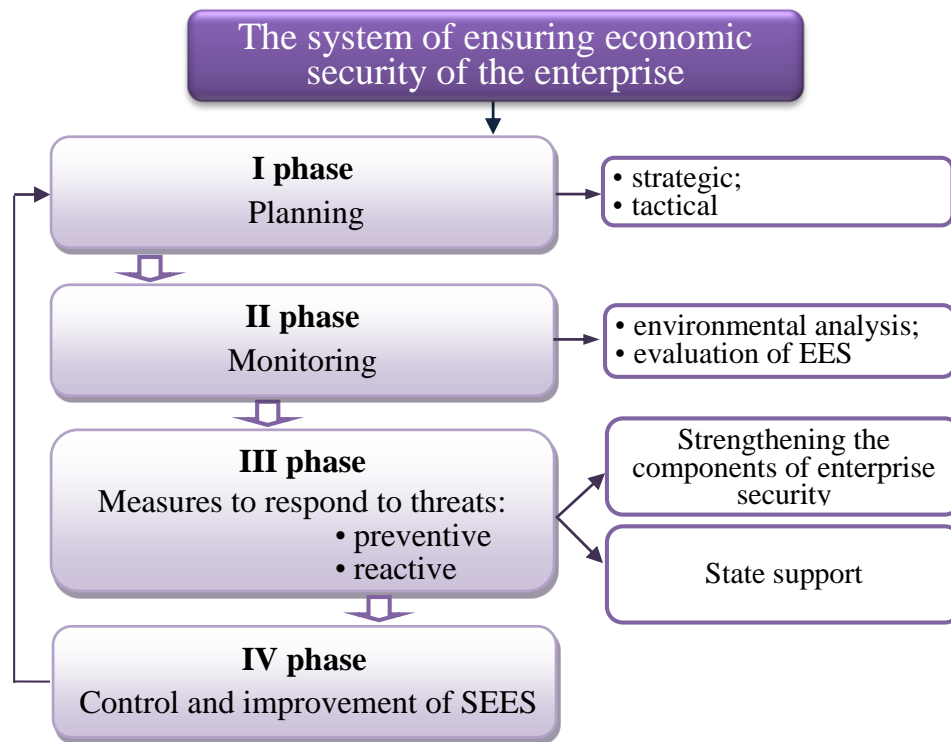 The system of ensuring economic
security of the enterprise
I phase
Planning
• strategic;
• tactical
II phase
Monitoring
• environmental analysis;
• evaluation of EES
III phase
Measures to respond to threats:
• preventive
• reactive
Strengthening the
components of enterprise
security
State support
IV phase
Control and improvement of SEES